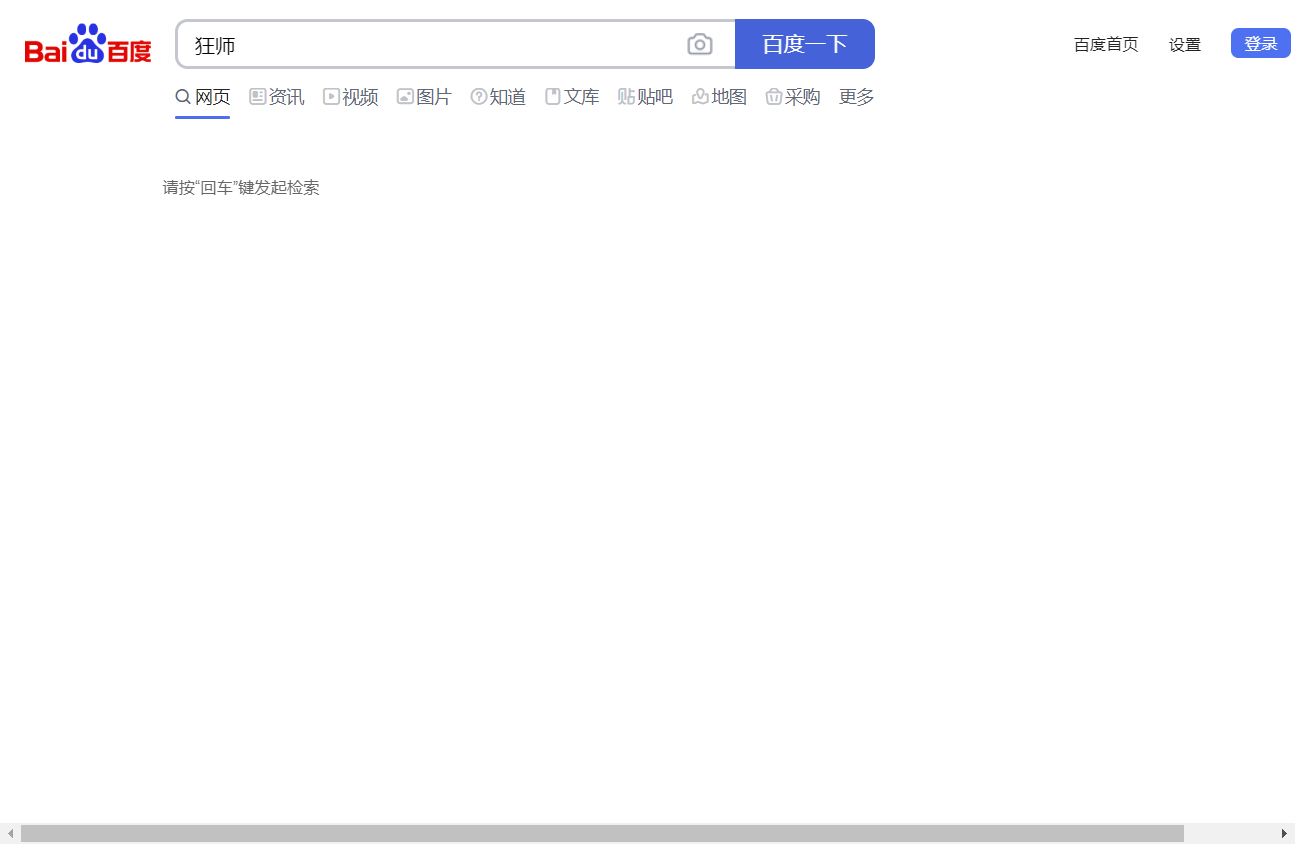 Bai du 百度 狂师 百度一下 百度首页 设置 登录
网页 资讯 视频 图片 知道 文库 贴 贴吧 地图 采购 更多
请按“回车”键发起检索